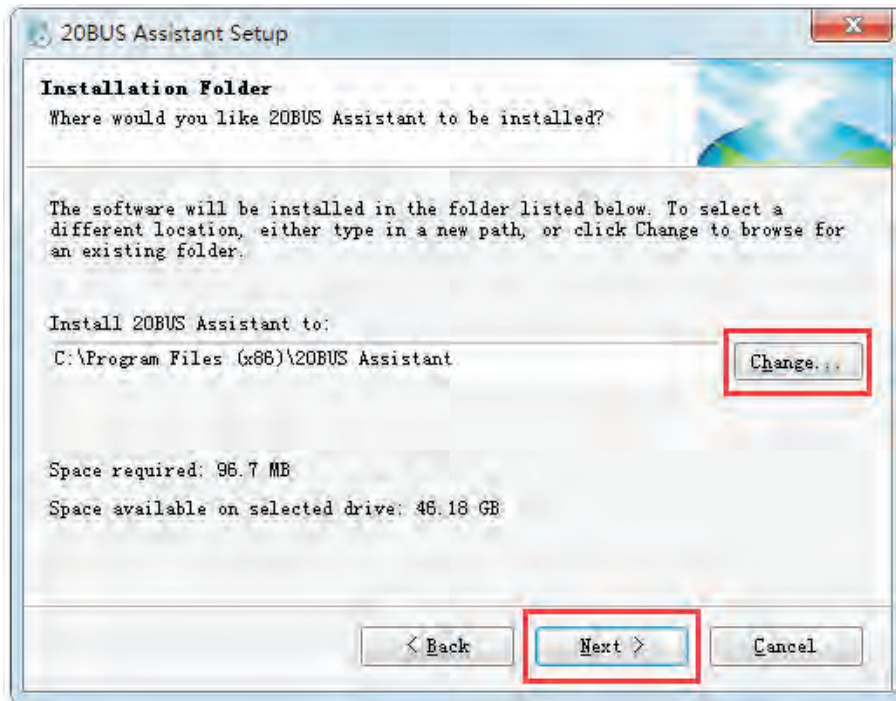 20BUS Assistant Setup
Installation Folder
Where would you like 20BUS Assistant to be installed?
The software will be installed in the folder listed below. To select a
different location, either type in a new path, or click Change to browse for
an existing folder.
Install 20BUS Assistant to:
C:\Program Files (x86)\20BUS Assistant
Change...
Space required: 96.7 MB
Space available on selected drive: 46.18 GB
< Back
Next >
Cancel